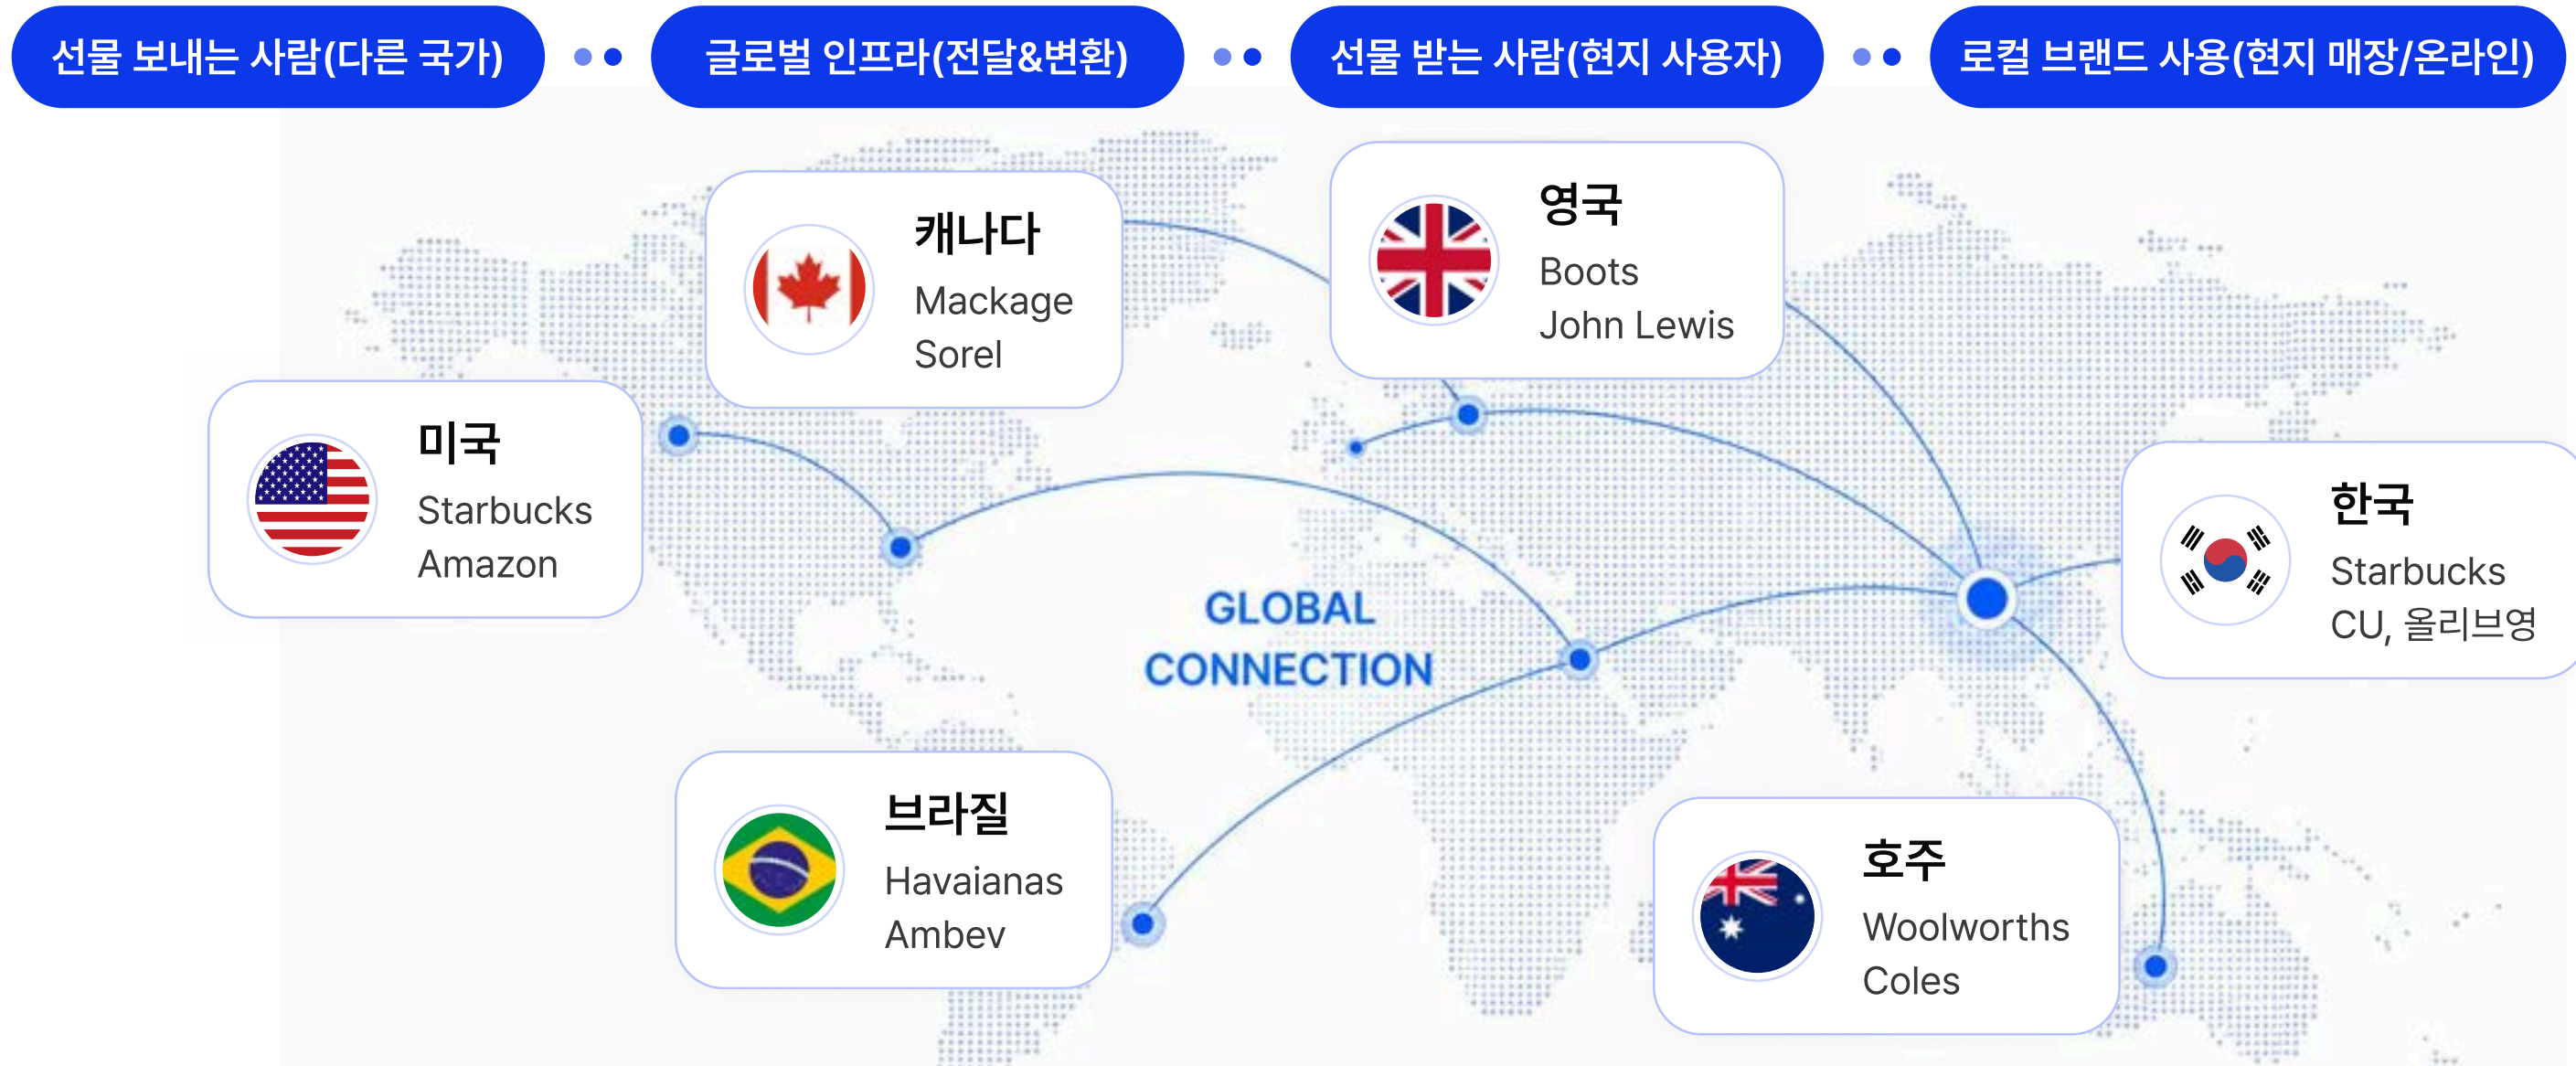 선물 보내는 사람(다른 국가)
글로벌 인프라(전달&변환)
선물 받는 사람(현지 사용자)
로컬 브랜드 사용(현지 매장/온라인)
캐나다
Mackage
Sorel
영국
Boots
John Lewis
미국
Starbucks
Amazon
한국
Starbucks
CU, 올리브영
GLOBAL
CONNECTION
브라질
Havaianas
Ambev
호주
Woolworths
Coles